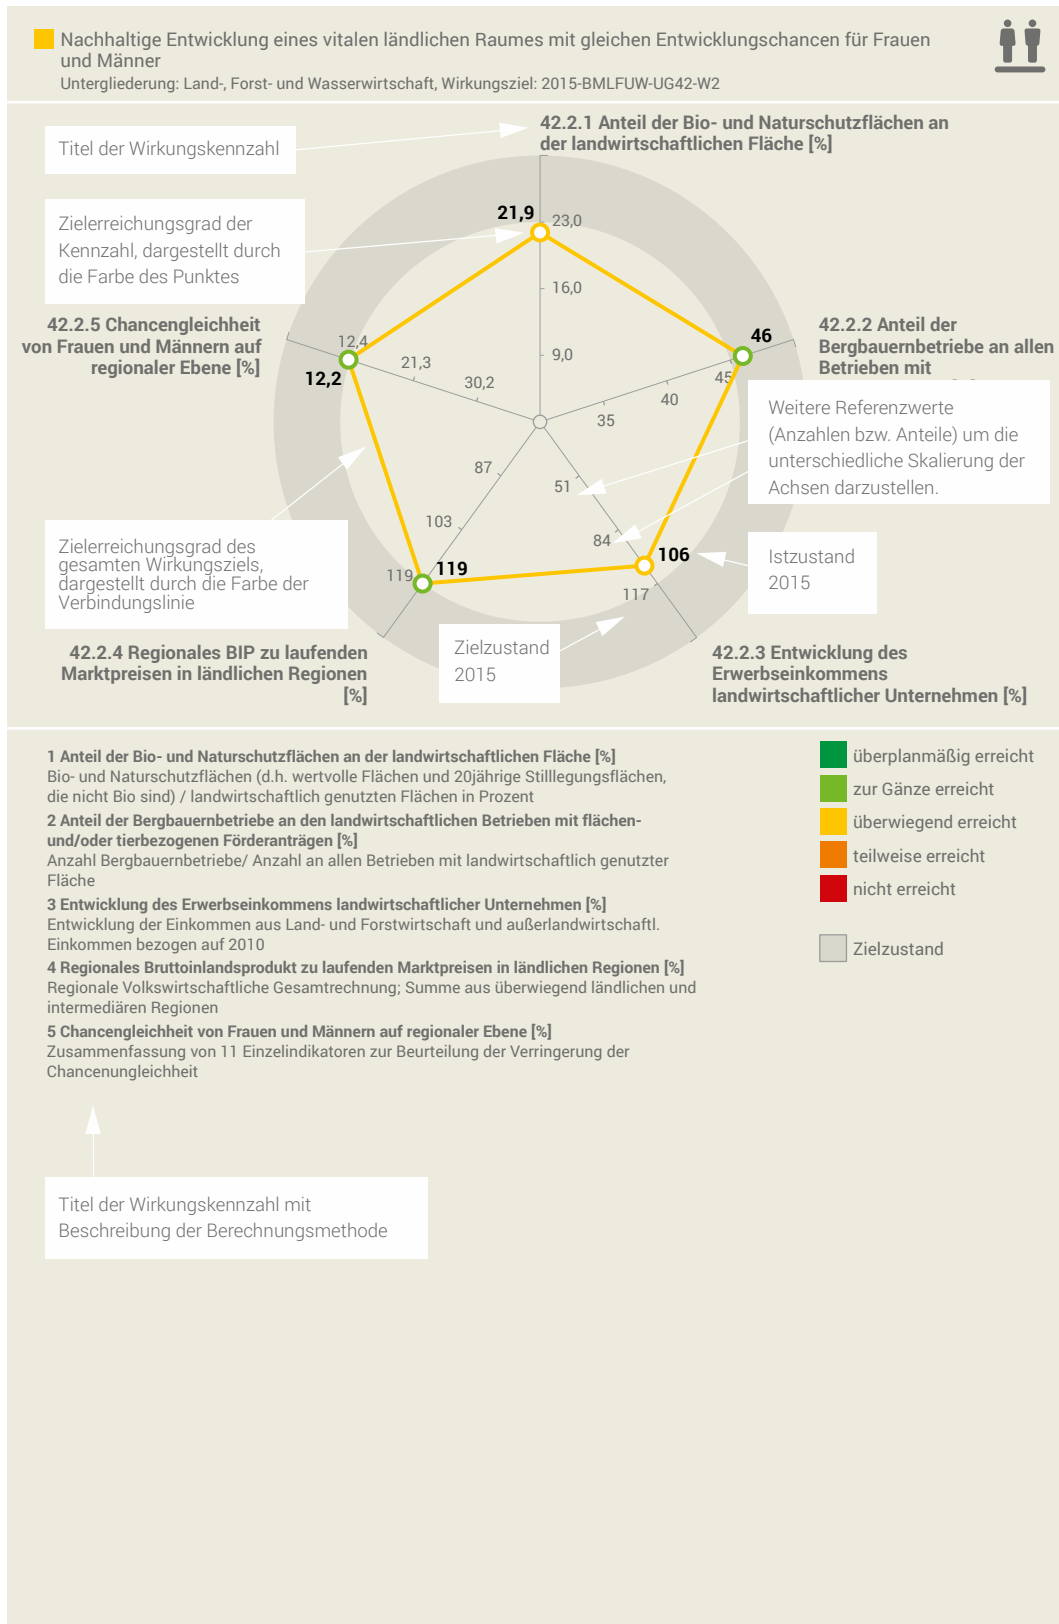 Nachhaltige Entwicklung eines vitalen ländlichen Raumes mit gleichen Entwicklungschancen für Frauen
und Männer
Untergliederung: Land-, Forst- und Wasserwirtschaft, Wirkungsziel: 2015-BMLFUW-UG42-W2
42.2.1 Anteil der Bio- und Naturschutzflächen an
der landwirtschaftlichen Fläche [%]
Titel der Wirkungskennzahl
Zielerreichungsgrad der
Kennzahl, dargestellt durch
die Farbe des Punktes
21,9
23,0
16,0
9,0
42.2.5 Chancengleichheit
von Frauen und Männern auf
regionaler Ebene [%]
12,4
12,2
21,3
30,2
46
45
40
35
42.2.2 Anteil der
Bergbauernbetriebe an allen
Betrieben mit
Weitere Referenzwerte
(Anzahlen bzw. Anteile) um die
unterschiedliche Skalierung der
Achsen darzustellen.
87
103
119
119
51
84
106
117
Zielerreichungsgrad des
gesamten Wirkungsziels,
dargestellt durch die Farbe der
Verbindungslinie
Istzustand
2015
Zielzustand
2015
42.2.4 Regionales BIP zu laufenden
Marktpreisen in ländlichen Regionen
[%]
42.2.3 Entwicklung des
Erwerbseinkommens
landwirtschaftlicher Unternehmen [%]
1 Anteil der Bio- und Naturschutzflächen an der landwirtschaftlichen Fläche [%]
Bio- und Naturschutzflächen (d.h. wertvolle Flächen und 20jährige Stilllegungsflächen,
die nicht Bio sind) / landwirtschaftlich genutzten Flächen in Prozent
2 Anteil der Bergbauernbetriebe an den landwirtschaftlichen Betrieben mit flächen-
und/oder tierbezogenen Förderanträgen [%]
Anzahl Bergbauernbetriebe/ Anzahl an allen Betrieben mit landwirtschaftlich genutzter
Fläche
3 Entwicklung des Erwerbseinkommens landwirtschaftlicher Unternehmen [%]
Entwicklung der Einkommen aus Land- und Forstwirtschaft und außerlandwirtschaftl.
Einkommen bezogen auf 2010
4 Regionales Bruttoinlandsprodukt zu laufenden Marktpreisen in ländlichen Regionen [%]
Regionale Volkswirtschaftliche Gesamtrechnung; Summe aus überwiegend ländlichen und
intermediären Regionen
5 Chancengleichheit von Frauen und Männern auf regionaler Ebene [%]
Zusammenfassung von 11 Einzelindikatoren zur Beurteilung der Verringerung der
Chancenungleichheit
überplanmäßig erreicht
zur Gänze erreicht
überwiegend erreicht
teilweise erreicht
nicht erreicht
Zielzustand
Titel der Wirkungskennzahl mit
Beschreibung der Berechnungsmethode